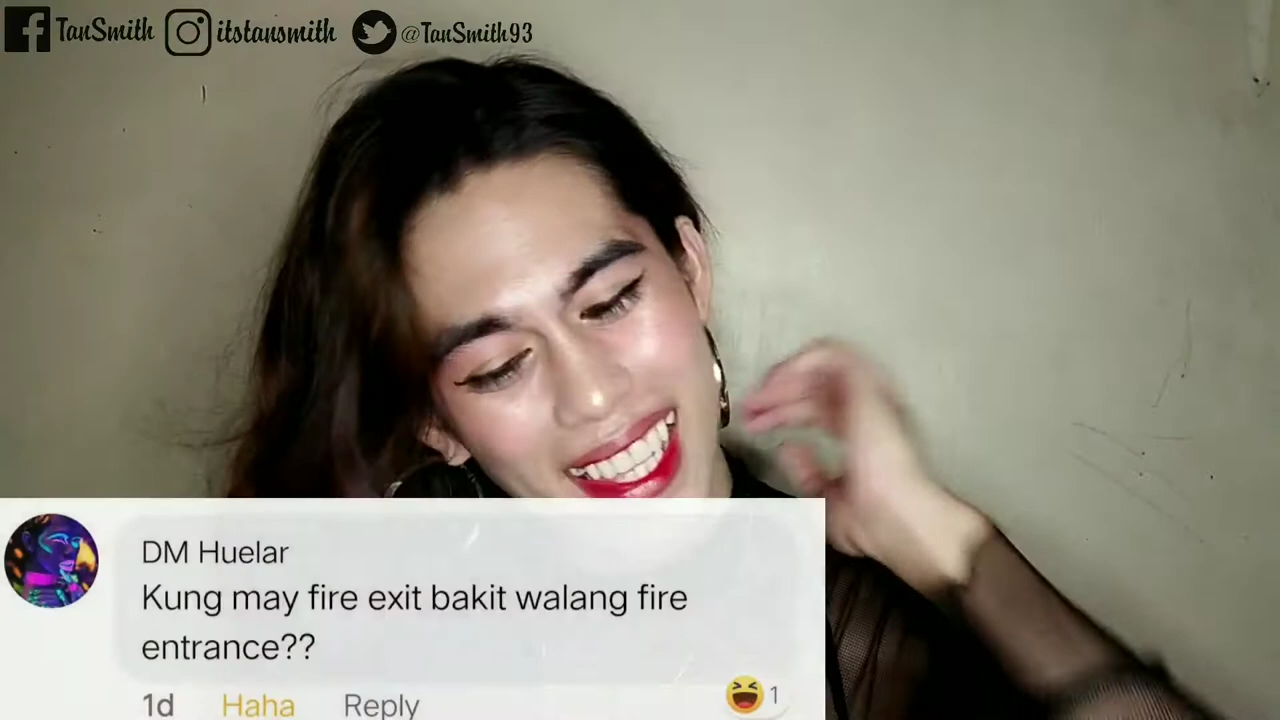 TanSmith itstansmith @TanSmith93
DM Huelar
Kung may fire exit bakit walang fire
entrance??
1d Haha Reply 1